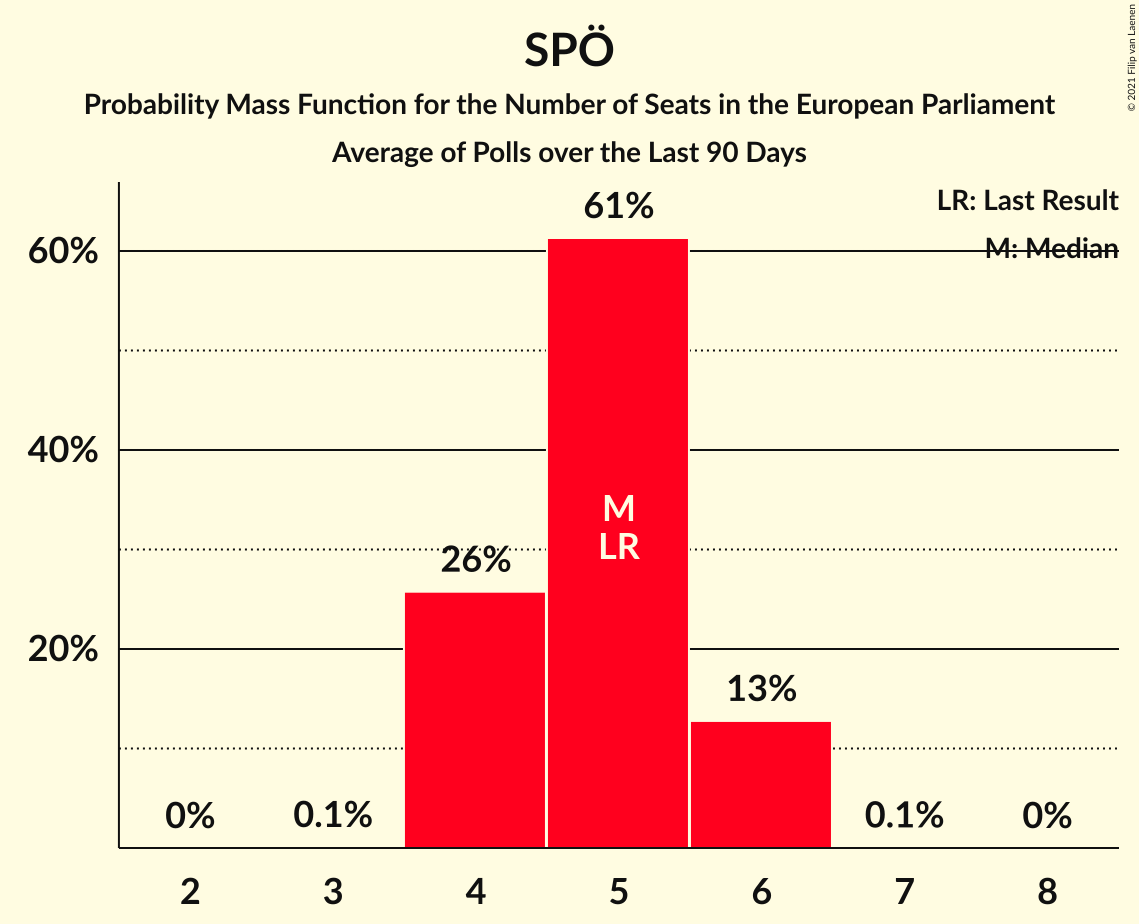 SPÖ
Probability Mass Function for the Number of Seats in the European Parliament
Average of Polls over the Last 90 Days
© 2021 Filip van Laenen
LR: Last Result
M: Median
61%
60%
40%
M
LR
26%
20%
13%
0%
0.1%
0.1%
0%
2
3
4
5
6
7
8